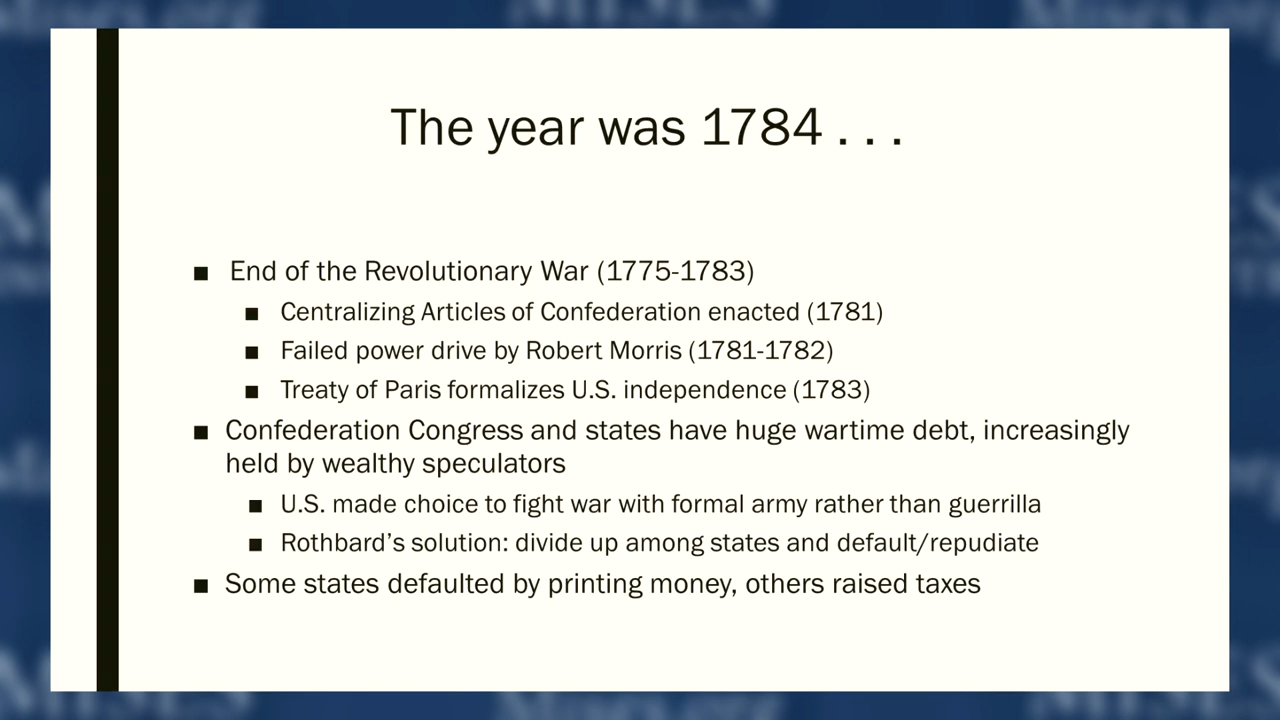 The year was 1784 . . .
■ End of the Revolutionary War (1775-1783)
■ Centralizing Articles of Confederation enacted (1781)
■ Failed power drive by Robert Morris (1781-1782)
■ Treaty of Paris formalizes U.S. independence (1783)
■ Confederation Congress and states have huge wartime debt, increasingly
held by wealthy speculators
■ U.S. made choice to fight war with formal army rather than guerrilla
■ Rothbard’s solution: divide up among states and default/repudiate
■ Some states defaulted by printing money, others raised taxes